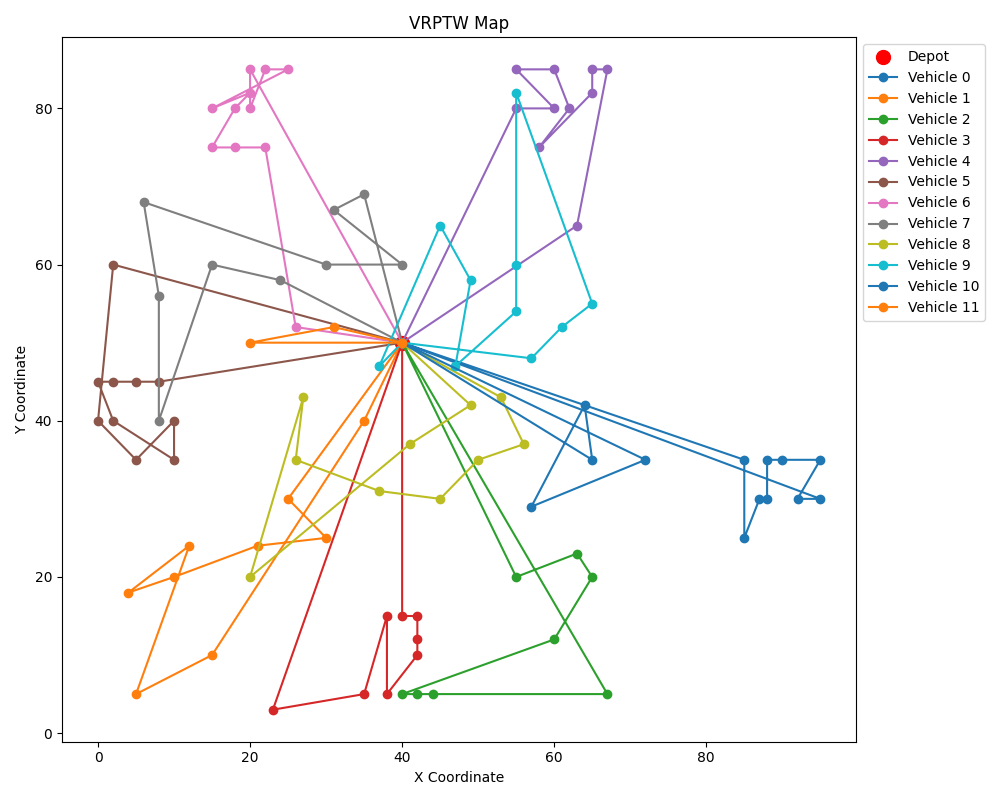 VRPTW Map
Depot
Vehicle 0
Vehicle 1
Vehicle 2
Vehicle 3
Vehicle 4
Vehicle 5
Vehicle 6
Vehicle 7
Vehicle 8
Vehicle 9
Vehicle 10
Vehicle 11
Y Coordinate
80
60
40
20
0
0 20 40 60 80
X Coordinate